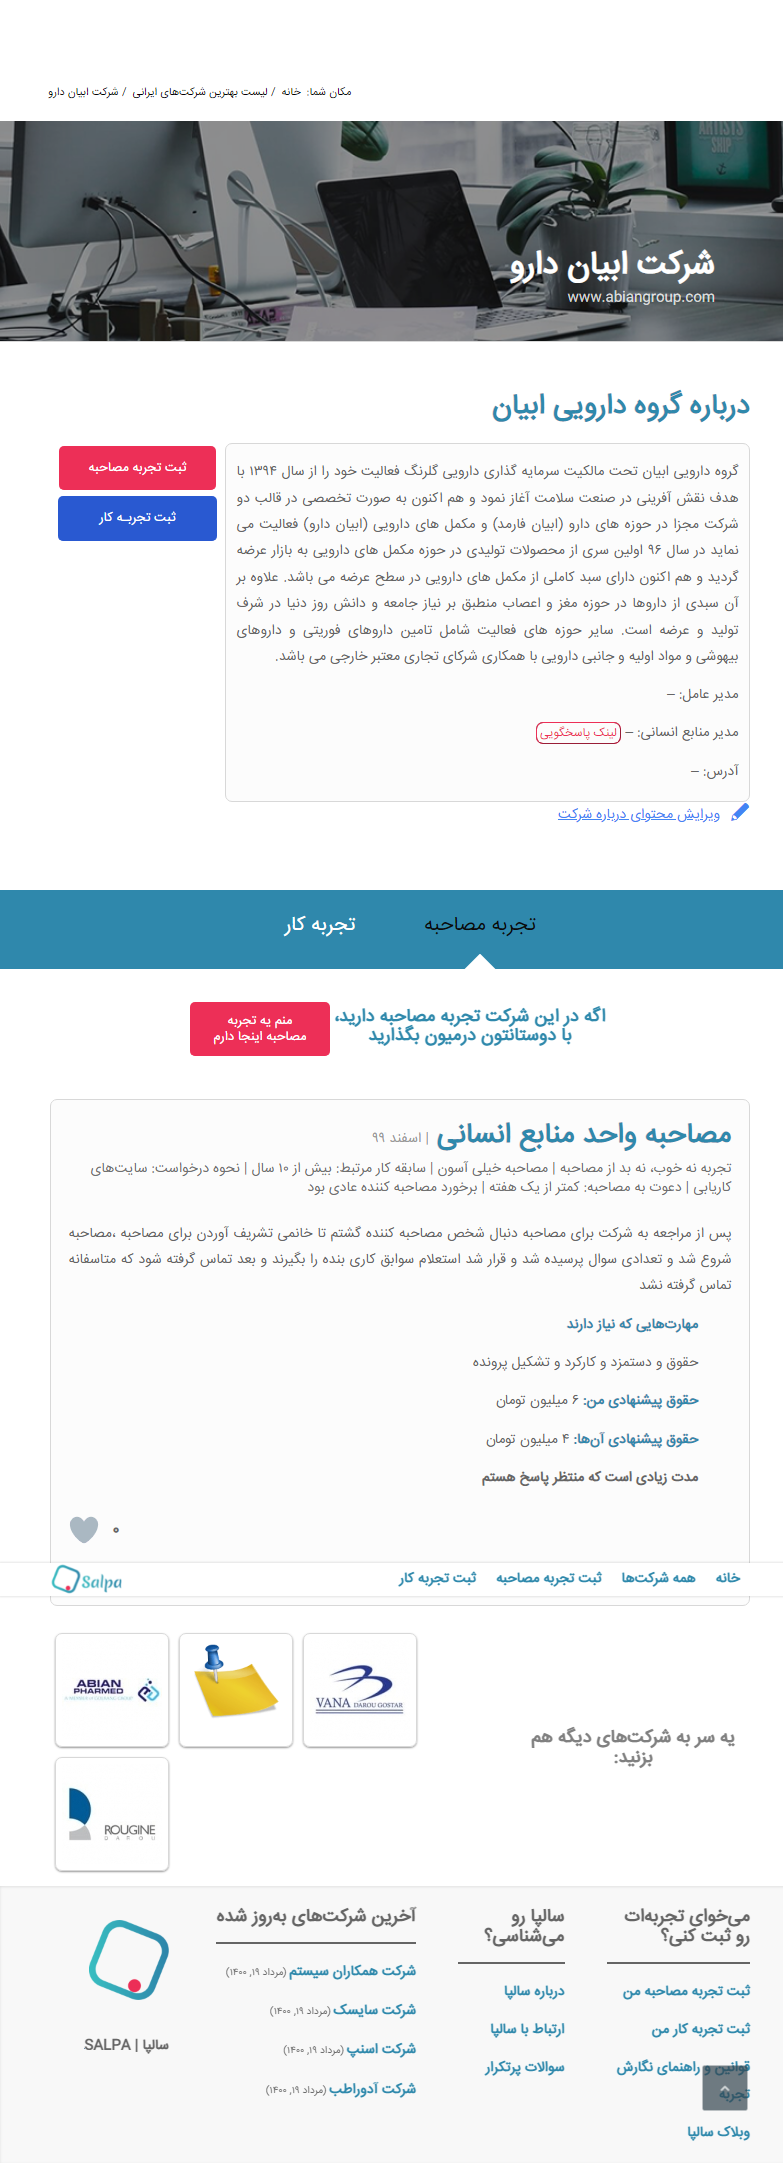 مکان شما: خانه / لیست بهترین شرکت‌های ایرانی / شرکت ابیان دارو
ARTISTS
SHIP
شرکت ابیان دارو
www.abiangroup.com
درباره گروه دارویی ابیان
گروه دارویی ابیان تحت مالکیت سرمایه گذاری دارویی گلرنگ فعالیت خود را از سال ۱۳۹۴ با
هدف نقش آفرینی در صنعت سلامت آغاز نمود و هم اکنون به صورت تخصصی در قالب دو
شرکت مجزا در حوزه های دارو (ابیان فارمد) و مکمل های دارویی (ابیان دارو) فعالیت می
نماید در سال ۹۶ اولین سری از محصولات تولیدی در حوزه مکمل های دارویی به بازار عرضه
گردید و هم اکنون دارای سبد کاملی از مکمل های دارویی در سطح عرضه می باشد. علاوه بر
آن سبدی از داروها در حوزه مغز و اعصاب منطبق بر نیاز جامعه و دانش روز دنیا در شرف
تولید و عرضه است. سایر حوزه های فعالیت شامل تامین داروهای فوریتی و داروهای
بیهوشی و مواد اولیه و جانبی دارویی با همکاری شرکای تجاری معتبر خارجی می باشد.
مدیر عامل: –
مدیر منابع انسانی: – لینک پاسخگویی
آدرس: –
ویرایش محتوای درباره شرکت
ثبت تجربه مصاحبه
ثبت تجربـه کار
تجربه مصاحبه
تجربه کار
اگه در این شرکت تجربه مصاحبه دارید،
با دوستانتون درمیون بگذارید
منم یه تجربه
مصاحبه اینجا دارم
مصاحبه واحد منابع انسانی | اسفند ۹۹
تجربه نه خوب، نه بد از مصاحبه | مصاحبه خیلی آسون | سابقه کار مرتبط: بیش از ۱۰ سال | نحوه درخواست: سایت‌های
کاریابی | دعوت به مصاحبه: کمتر از یک هفته | برخورد مصاحبه کننده عادی بود
پس از مراجعه به شرکت برای مصاحبه دنبال شخص مصاحبه کننده گشتم تا خانمی تشریف آوردن برای مصاحبه ،مصاحبه
شروع شد و تعدادی سوال پرسیده شد و قرار شد استعلام سوابق کاری بنده را بگیرند و بعد تماس گرفته شود که متاسفانه
تماس گرفته نشد
مهارت‌هایی که نیاز دارند
حقوق و دستمزد و کارکرد و تشکیل پرونده
حقوق پیشنهادی من: ۶ میلیون تومان
حقوق پیشنهادی آن‌ها: ۴ میلیون تومان
مدت زیادی است که منتظر پاسخ هستم
۰
خانه
همه شرکت‌ها
ثبت تجربه مصاحبه
ثبت تجربه کار
Salpa
یه سر به شرکت‌های دیگه هم
بزنید:
VANA DAROU GOSTAR
ABIAN
PHARMED
ROUGINE
DAROU
می‌خوای تجربه‌ات
رو ثبت کنی؟
ثبت تجربه مصاحبه من
ثبت تجربه کار من
قوانین و راهنمای نگارش
تجربه
وبلاگ سالپا
سالپا رو
می‌شناسی؟
درباره سالپا
ارتباط با سالپا
سوالات پرتکرار
آخرین شرکت‌های به‌روز شده
شرکت همکاران سیستم (مرداد ۱۹, ۱۴۰۰)
شرکت سایسک (مرداد ۱۹, ۱۴۰۰)
شرکت اسنپ (مرداد ۱۹, ۱۴۰۰)
شرکت آدوراطب (مرداد ۱۹, ۱۴۰۰)
سالپا | SALPA